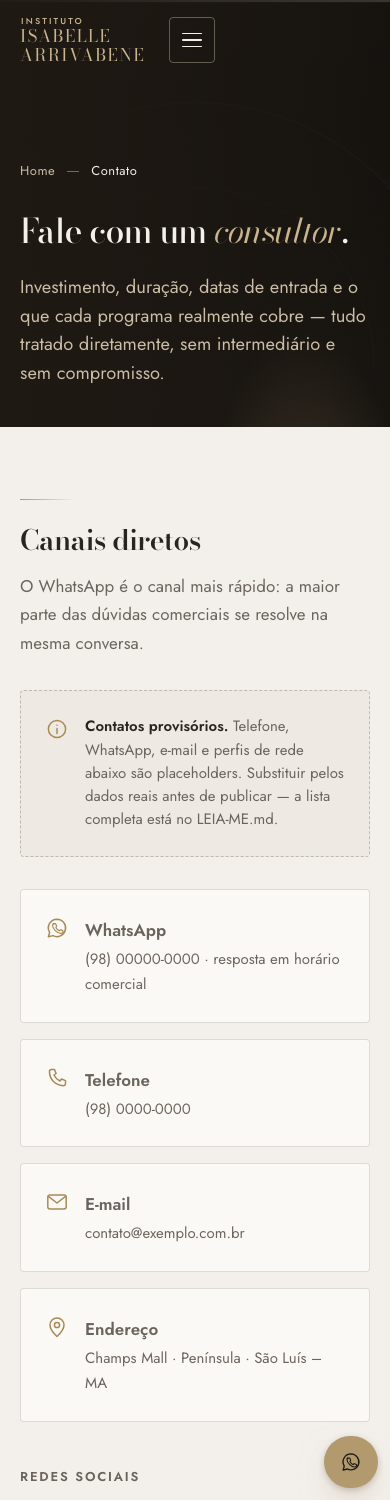 INSTITUTO
ISABELLE
ARRIVABENE
Home — Contato
Fale com um consultor.
Investimento, duração, datas de entrada e o
que cada programa realmente cobre — tudo
tratado diretamente, sem intermediário e
sem compromisso.
Canais diretos
O WhatsApp é o canal mais rápido: a maior
parte das dúvidas comerciais se resolve na
mesma conversa.
Contatos provisórios. Telefone,
WhatsApp, e-mail e perfis de rede
abaixo são placeholders. Substituir pelos
dados reais antes de publicar — a lista
completa está no LEIA-ME.md.
WhatsApp
(98) 00000-0000 · resposta em horário
comercial
Telefone
(98) 0000-0000
E-mail
contato@exemplo.com.br
Endereço
Champs Mall · Península · São Luís –
MA
REDES SOCIAIS